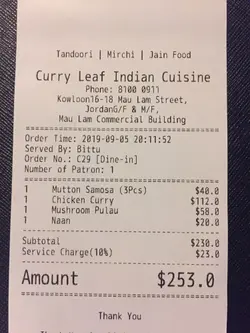 Tandoori | Mirchi | Jain Food
Curry Leaf Indian Cuisine
Phone: 8100 0911
Kowloon16-18 Mau Lam Street,
JordanG/F & M/F,
Mau Lam Commercial Building
Order Time: 2019-09-05 20:11:52
Served By: Bittu
Order No.: C29 [Dine-in]
Number of Patron: 1
1 Mutton Samosa (3Pcs) $40.0
1 Chicken Curry $112.0
1 Mushroom Pulau $58.0
1 Naan $20.0
Subtotal $230.0
Service Charge(10%) $23.0
Amount $253.0
Thank You